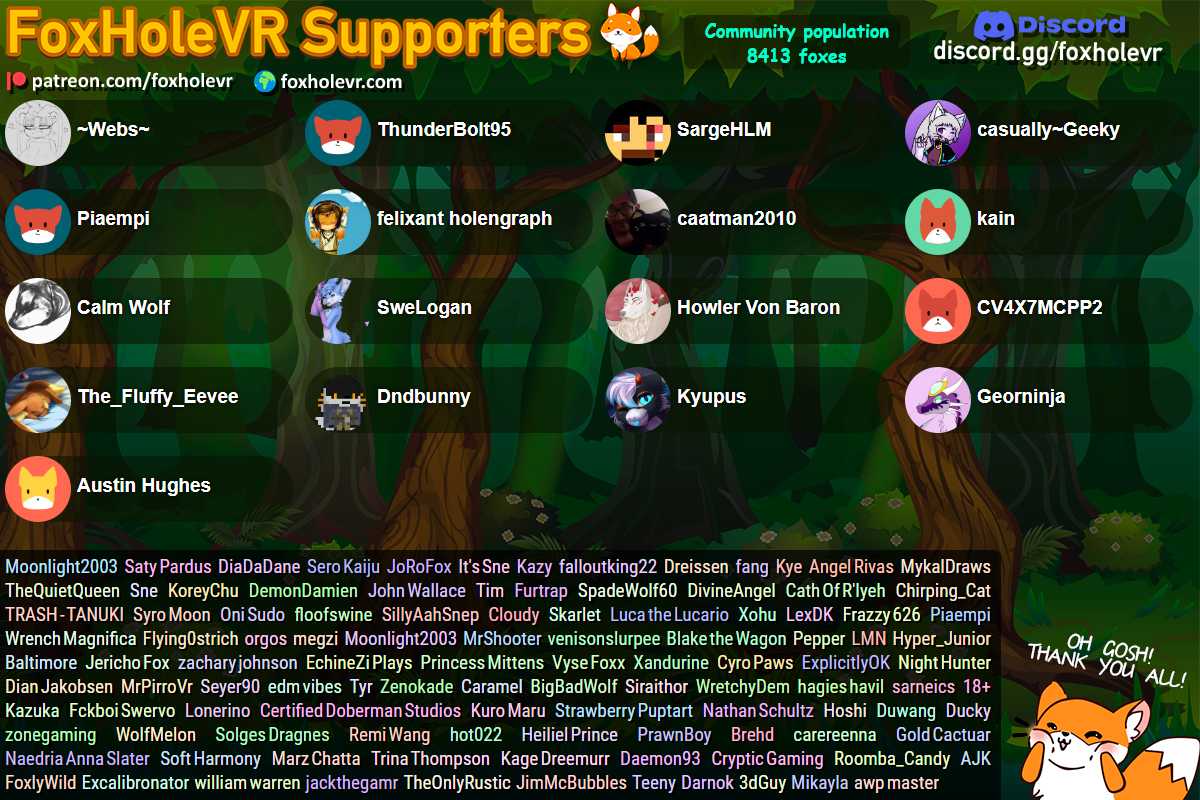 FoxHoleVR Supporters
Community population
8413 foxes
Discord
discord.gg/foxholevr
patreon.com/foxholevr foxholevr.com
~Webs~ ThunderBolt95 SargeHLM casually~Geeky
Piaempi felixant holengraph caatman2010 kain
Calm Wolf SweLogan Howler Von Baron CV4X7MCPP2
The_Fluffy_Eevee Dndbunny Kyupus Georninja
Austin Hughes
Moonlight2003 Saty Pardus DiaDaDane Sero Kaiju JoRoFox It's Sne Kazy falloutking22 Dreissen fang Kye Angel Rivas MykalDraws
TheQuietQueen Sne KoreyChu DemonDamien John Wallace Tim Furtrap SpadeWolf60 DivineAngel Cath Of R'lyeh Chirping_Cat
TRASH-TANUKI Syro Moon Oni Sudo floofswine SillyAahSnep Cloudy Skarlet Luca the Lucario Xohu LexDK Frazzy 626 Piaempi
Wrench Magnifica Flying0strich orgos megzi Moonlight2003 MrShooter venisonslurpee Blake the Wagon Pepper LMN Hyper_Junior
Baltimore Jericho Fox zachary johnson EchineZi Plays Princess Mittens Vyse Foxx Xandurine Cyro Paws ExplicitlyOK Night Hunter
Dian Jakobsen MrPirroVr Seyer90 edm vibes Tyr Zenokade Caramel BigBadWolf Siraithor WretchyDem hagies havil sarneics 18+
Kazuka Fckboi Swervo Lonerino Certified Doberman Studios Kuro Maru Strawberry Puptart Nathan Schultz Hoshi Duwang Ducky
zonegaming WolfMelon Solges Dragnes Remi Wang hot022 Heiliel Prince PrawnBoy Brehd carereenna Gold Cactuar
Naedria Anna Slater Soft Harmony Marz Chatta Trina Thompson Kage Dreemurr Daemon93 Cryptic Gaming Roomba_Candy AJK
FoxlyWild Excalibronator william warren jackthegamr TheOnlyRustic JimMcBubbles Teeny Darnok 3dGuy Mikayla awp master
OH GOSH!
THANK YOU ALL!